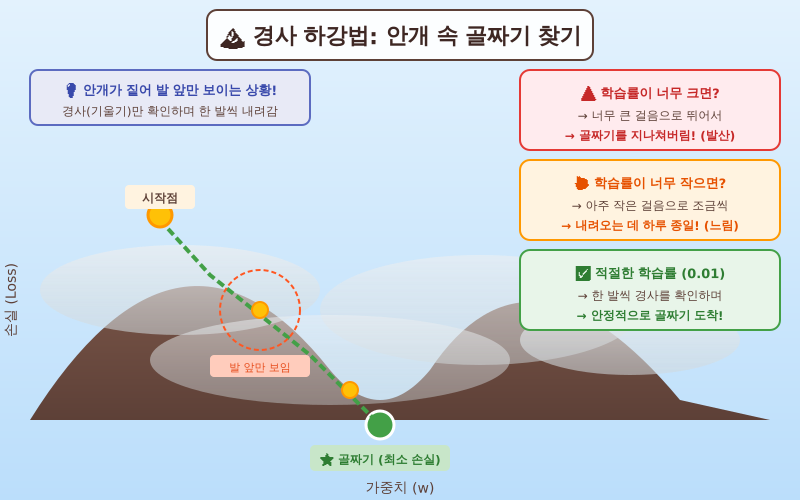 경사 하강법: 안개 속 골짜기 찾기
안개가 짙어 발 앞만 보이는 상황!
경사(기울기)만 확인하며 한 발씩 내려감
학습률이 너무 크면?
→ 너무 큰 걸음으로 뛰어서
→ 골짜기를 지나쳐버림! (발산)
학습률이 너무 작으면?
→ 아주 작은 걸음으로 조금씩
→ 내려오는 데 하루 종일! (느림)
적절한 학습률 (0.01)
→ 한 발씩 경사를 확인하며
→ 안정적으로 골짜기 도착!
시작점
발 앞만 보임
골짜기 (최소 손실)
손실 (Loss)
가중치 (w)